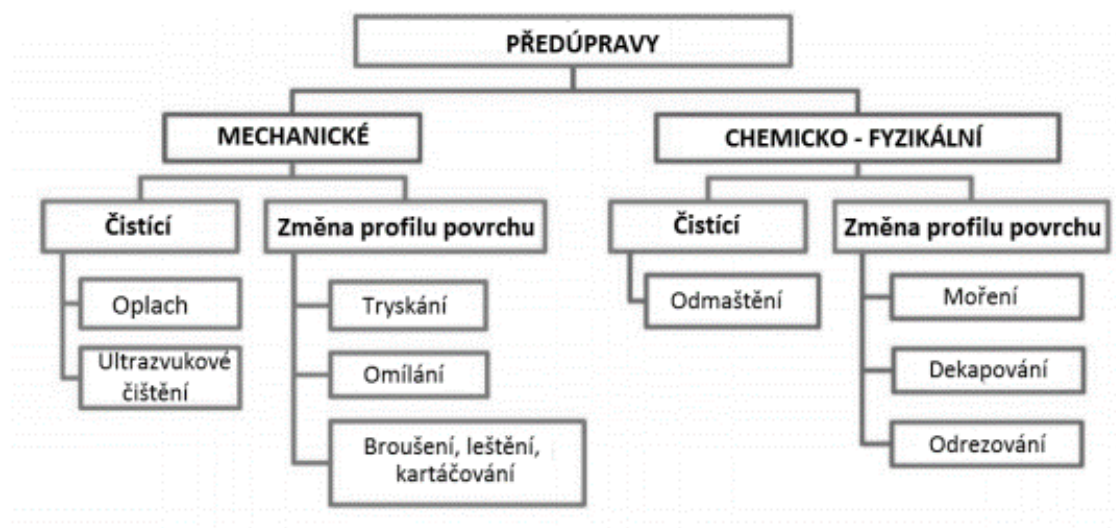 PŘEDÚPRAVY
MECHANICKÉ
CHEMICKO - FYZIKÁLNÍ
Čistící
Změna profilu povrchu
Čistící
Změna profilu povrchu
Oplach
Tryskání
Odmaštění
Moření
Ultrazvukové
čištění
Omílání
Dekapování
Broušení, leštění,
kartáčování
Odrezování